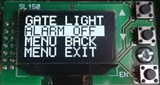 SL150
GATE LIGHT
ALARM OFF
MENU BACK
MENU EXIT